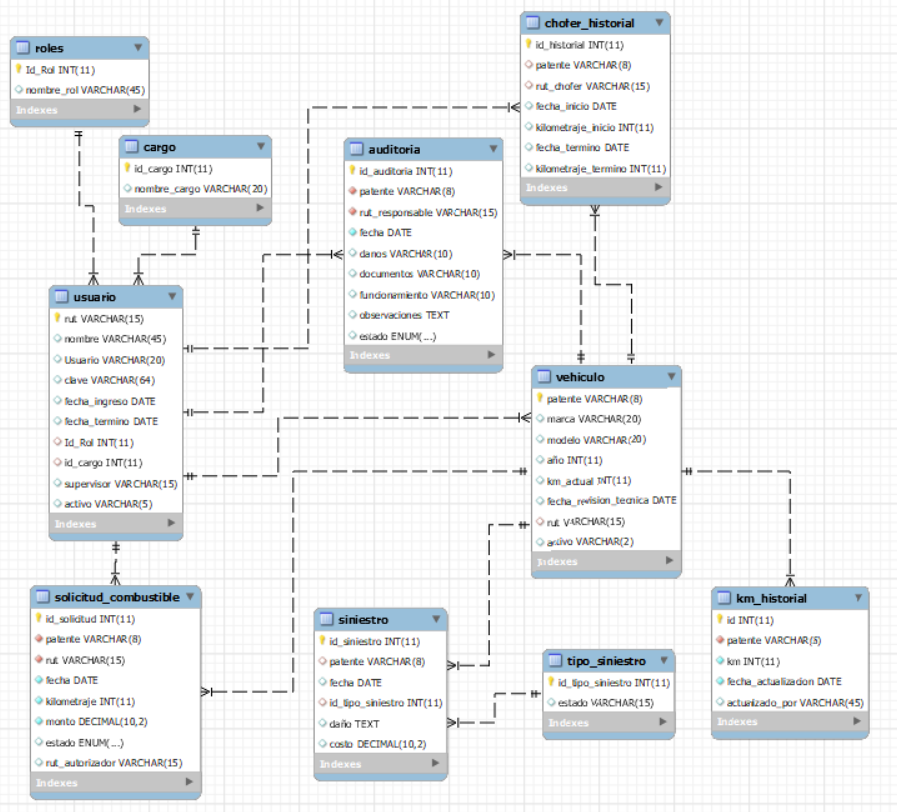 roles
Id_Rol INT(11)
nombre_rol VARCHAR(45)
Indexes
cargo
id_cargo INT(11)
nombre_cargo VARCHAR(20)
Indexes
auditoria
id_auditoria INT(11)
patente VARCHAR(8)
rut_responsable VARCHAR(15)
fecha DATE
danos VARCHAR(10)
documentos VARCHAR(10)
funcionamiento VARCHAR(10)
observaciones TEXT
estado ENUM(...)
Indexes
chofer_historial
id_historial INT(11)
patente VARCHAR(8)
rut_chofer VARCHAR(15)
fecha_inicio DATE
kilometraje_inicio INT(11)
fecha_termino DATE
kilometraje_termino INT(11)
Indexes
usuario
rut VARCHAR(15)
nombre VARCHAR(45)
Usuario VARCHAR(20)
clave VARCHAR(64)
fecha_ingreso DATE
fecha_termino DATE
Id_Rol INT(11)
id_cargo INT(11)
supervisor VARCHAR(15)
activo VARCHAR(5)
Indexes
vehiculo
patente VARCHAR(8)
marca VARCHAR(20)
modelo VARCHAR(20)
año INT(11)
km_actual INT(11)
fecha_revision_tecnica DATE
rut VARCHAR(15)
activo VARCHAR(2)
Indexes
solicitud_combustible
id_solicitud INT(11)
patente VARCHAR(8)
rut VARCHAR(15)
fecha DATE
kilometraje INT(11)
monto DECIMAL(10,2)
estado ENUM(...)
rut_autorizador VARCHAR(15)
Indexes
siniestro
id_siniestro INT(11)
patente VARCHAR(8)
fecha DATE
id_tipo_siniestro INT(11)
daño TEXT
costo DECIMAL(10,2)
Indexes
tipo_siniestro
id_tipo_siniestro INT(11)
estado VARCHAR(15)
Indexes
km_historial
id INT(11)
patente VARCHAR(8)
km INT(11)
fecha_actualizacion DATE
actualizado_por VARCHAR(45)
Indexes